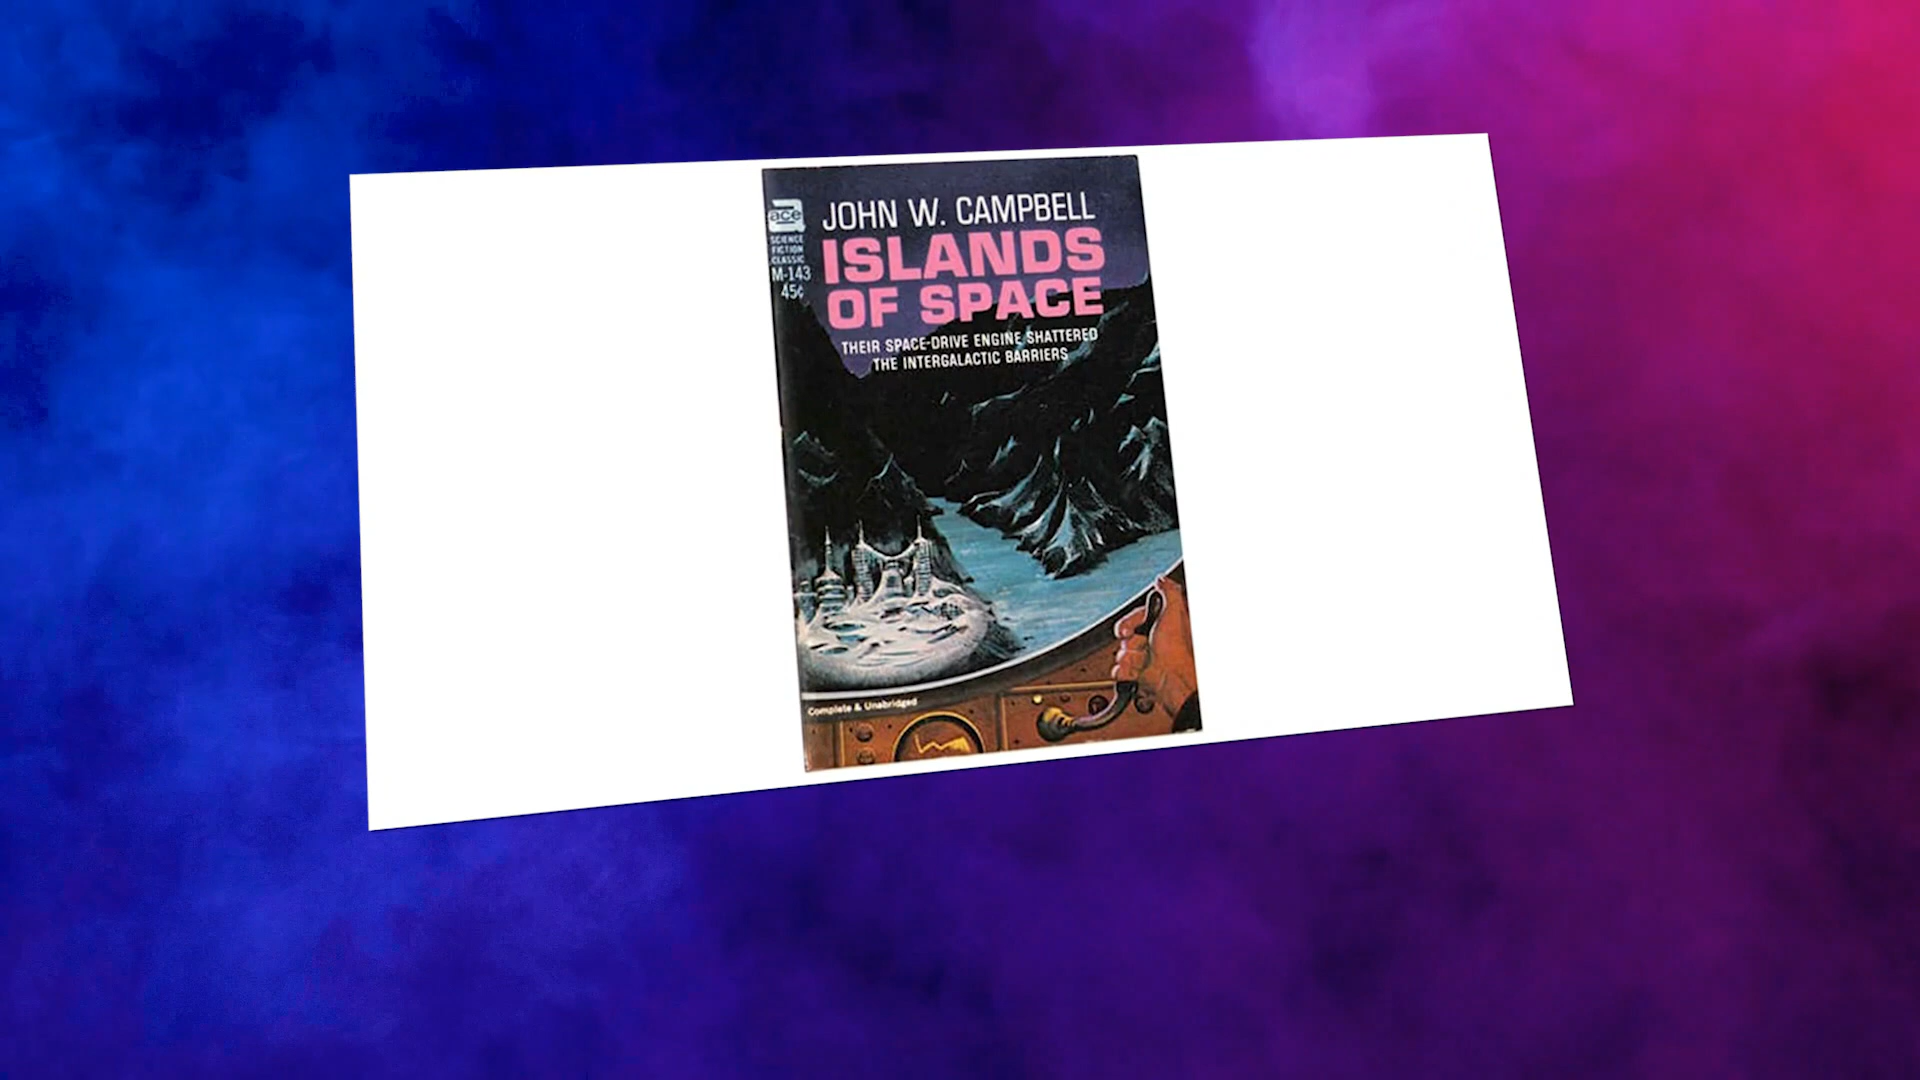 ace
SCIENCE
FICTION
CLASSIC
M-143
45¢
JOHN W. CAMPBELL
ISLANDS
OF SPACE
THEIR SPACE-DRIVE ENGINE SHATTERED
THE INTERGALACTIC BARRIERS
Complete & Unabridged